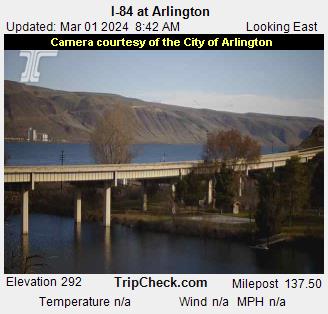 I-84 at Arlington
Updated: Mar 01 2024 8:42 AM Looking East
Camera courtesy of the City of Arlington
Elevation 292 TripCheck.com Milepost 137.50
Temperature n/a Wind n/a MPH n/a